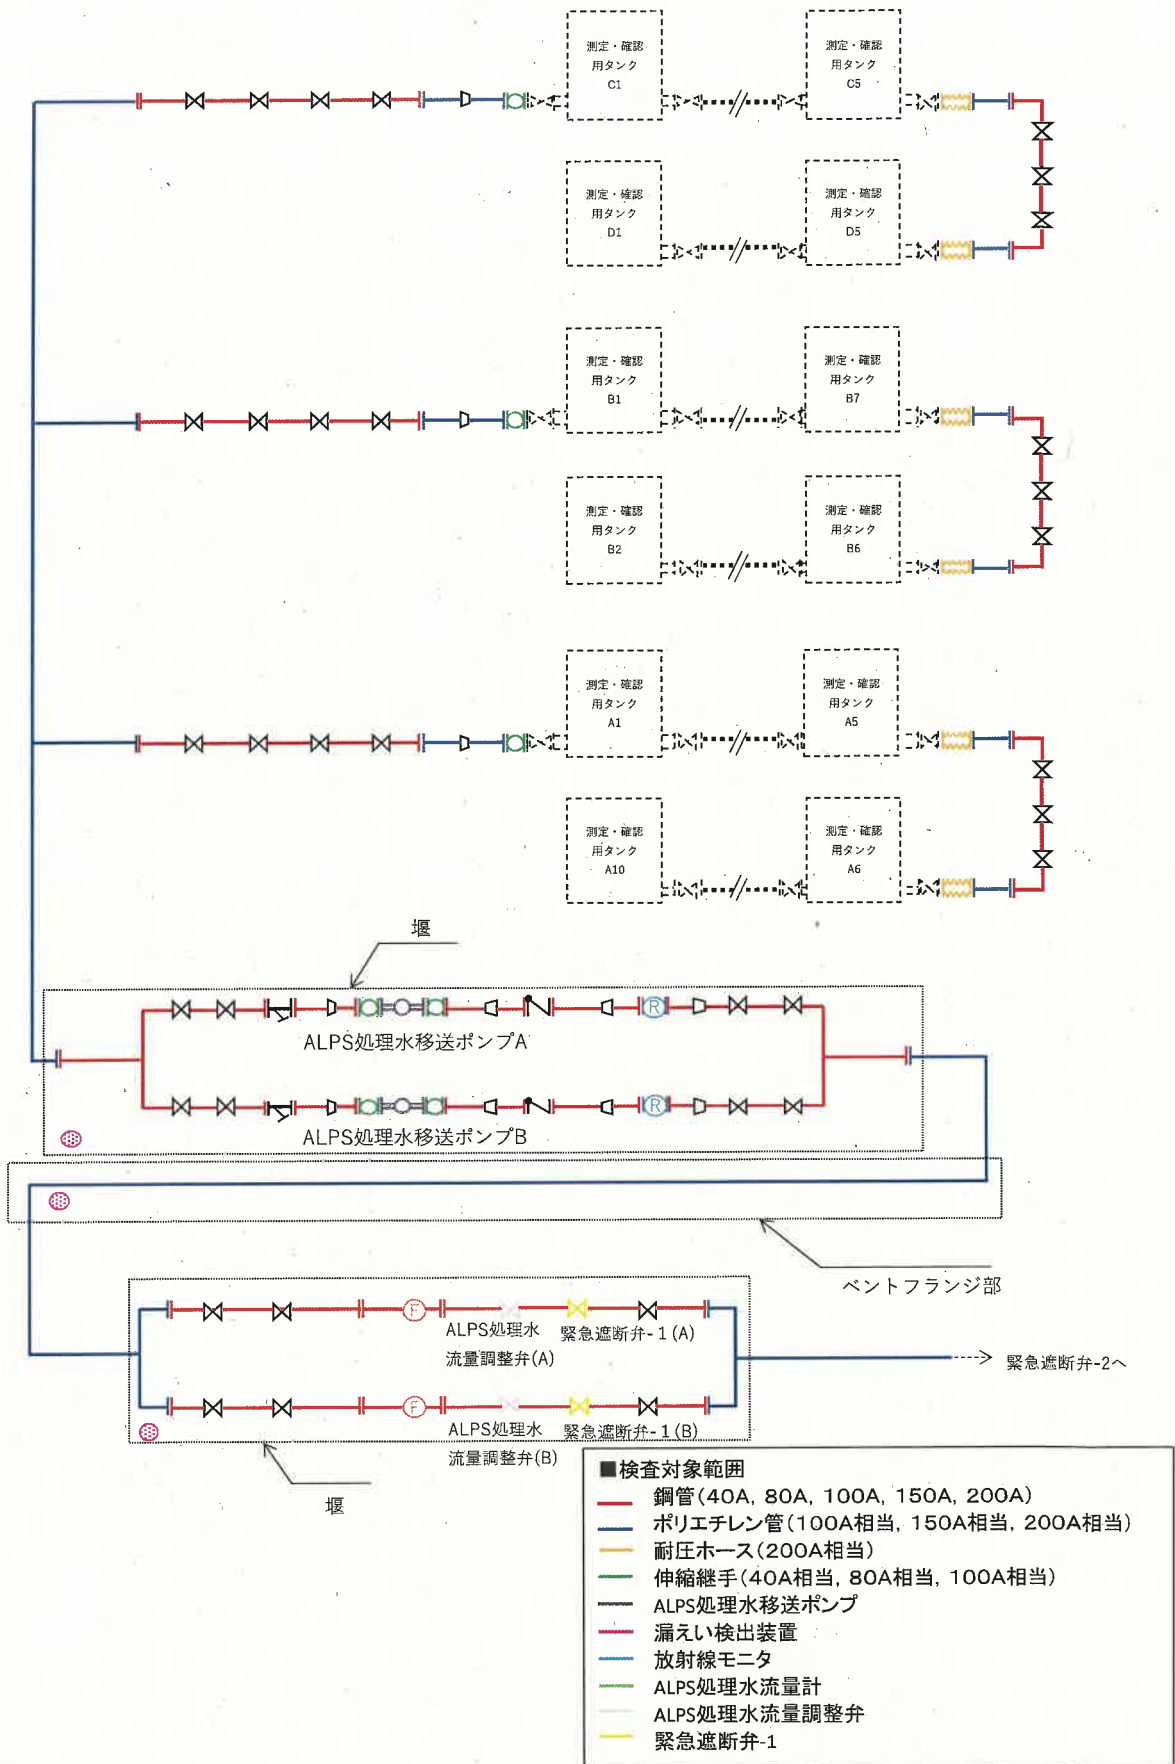 測定・確認
用タンク
C1
測定・確認
用タンク
C5
測定・確認
用タンク
D1
測定・確認
用タンク
D5
測定・確認
用タンク
B1
測定・確認
用タンク
B7
測定・確認
用タンク
B2
測定・確認
用タンク
B6
測定・確認
用タンク
A1
測定・確認
用タンク
A5
測定・確認
用タンク
A10
測定・確認
用タンク
A6
堰
R
ALPS処理水移送ポンプA
R
ALPS処理水移送ポンプB
ベントフランジ部
F
ALPS処理水
流量調整弁(A)
緊急遮断弁-1(A)
緊急遮断弁-2へ
F
ALPS処理水
流量調整弁(B)
緊急遮断弁-1(B)
堰
■検査対象範囲
鋼管(40A, 80A, 100A, 150A, 200A)
ポリエチレン管(100A相当, 150A相当, 200A相当)
耐圧ホース(200A相当)
伸縮継手(40A相当, 80A相当, 100A相当)
ALPS処理水移送ポンプ
漏えい検出装置
放射線モニタ
ALPS処理水流量計
ALPS処理水流量調整弁
緊急遮断弁-1